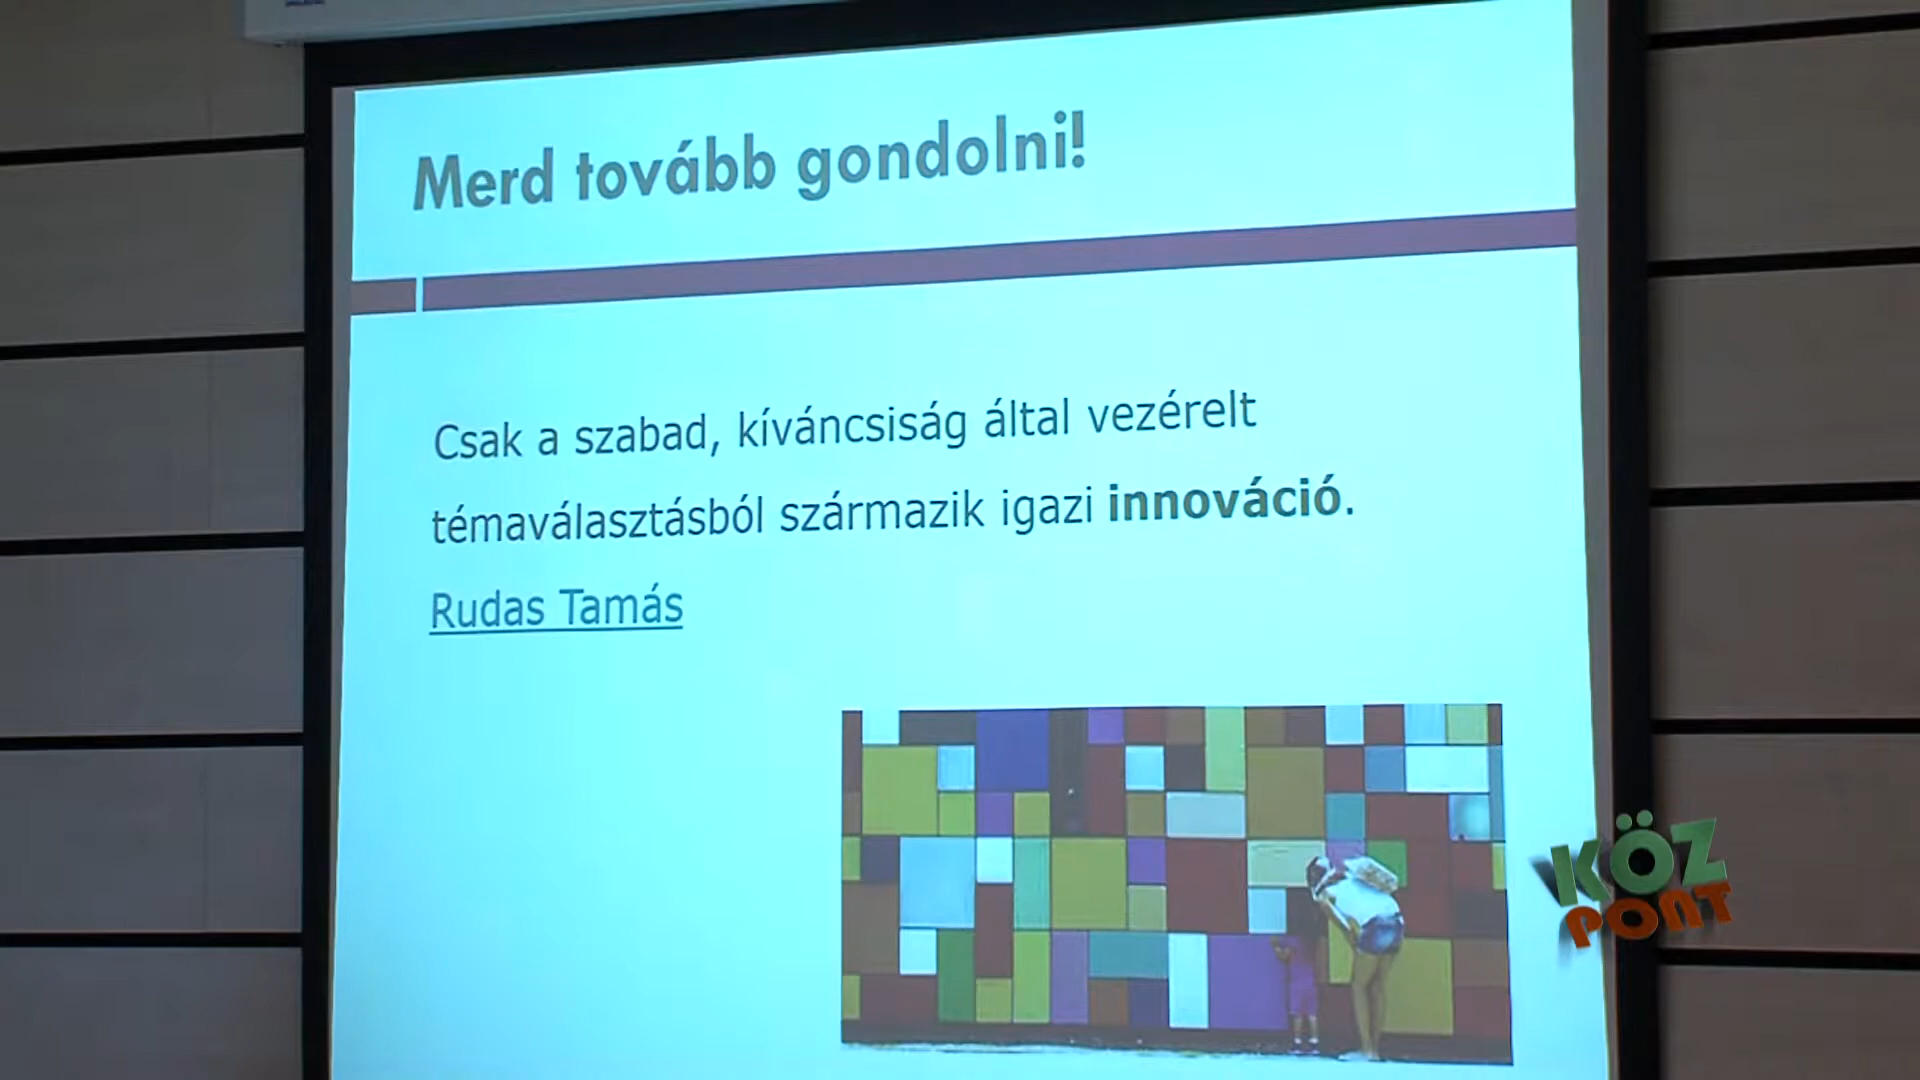 Merd tovább gondolni!
Csak a szabad, kíváncsiság által vezérelt
témaválasztásból származik igazi innováció.
Rudas Tamás
KÖZ
PONT